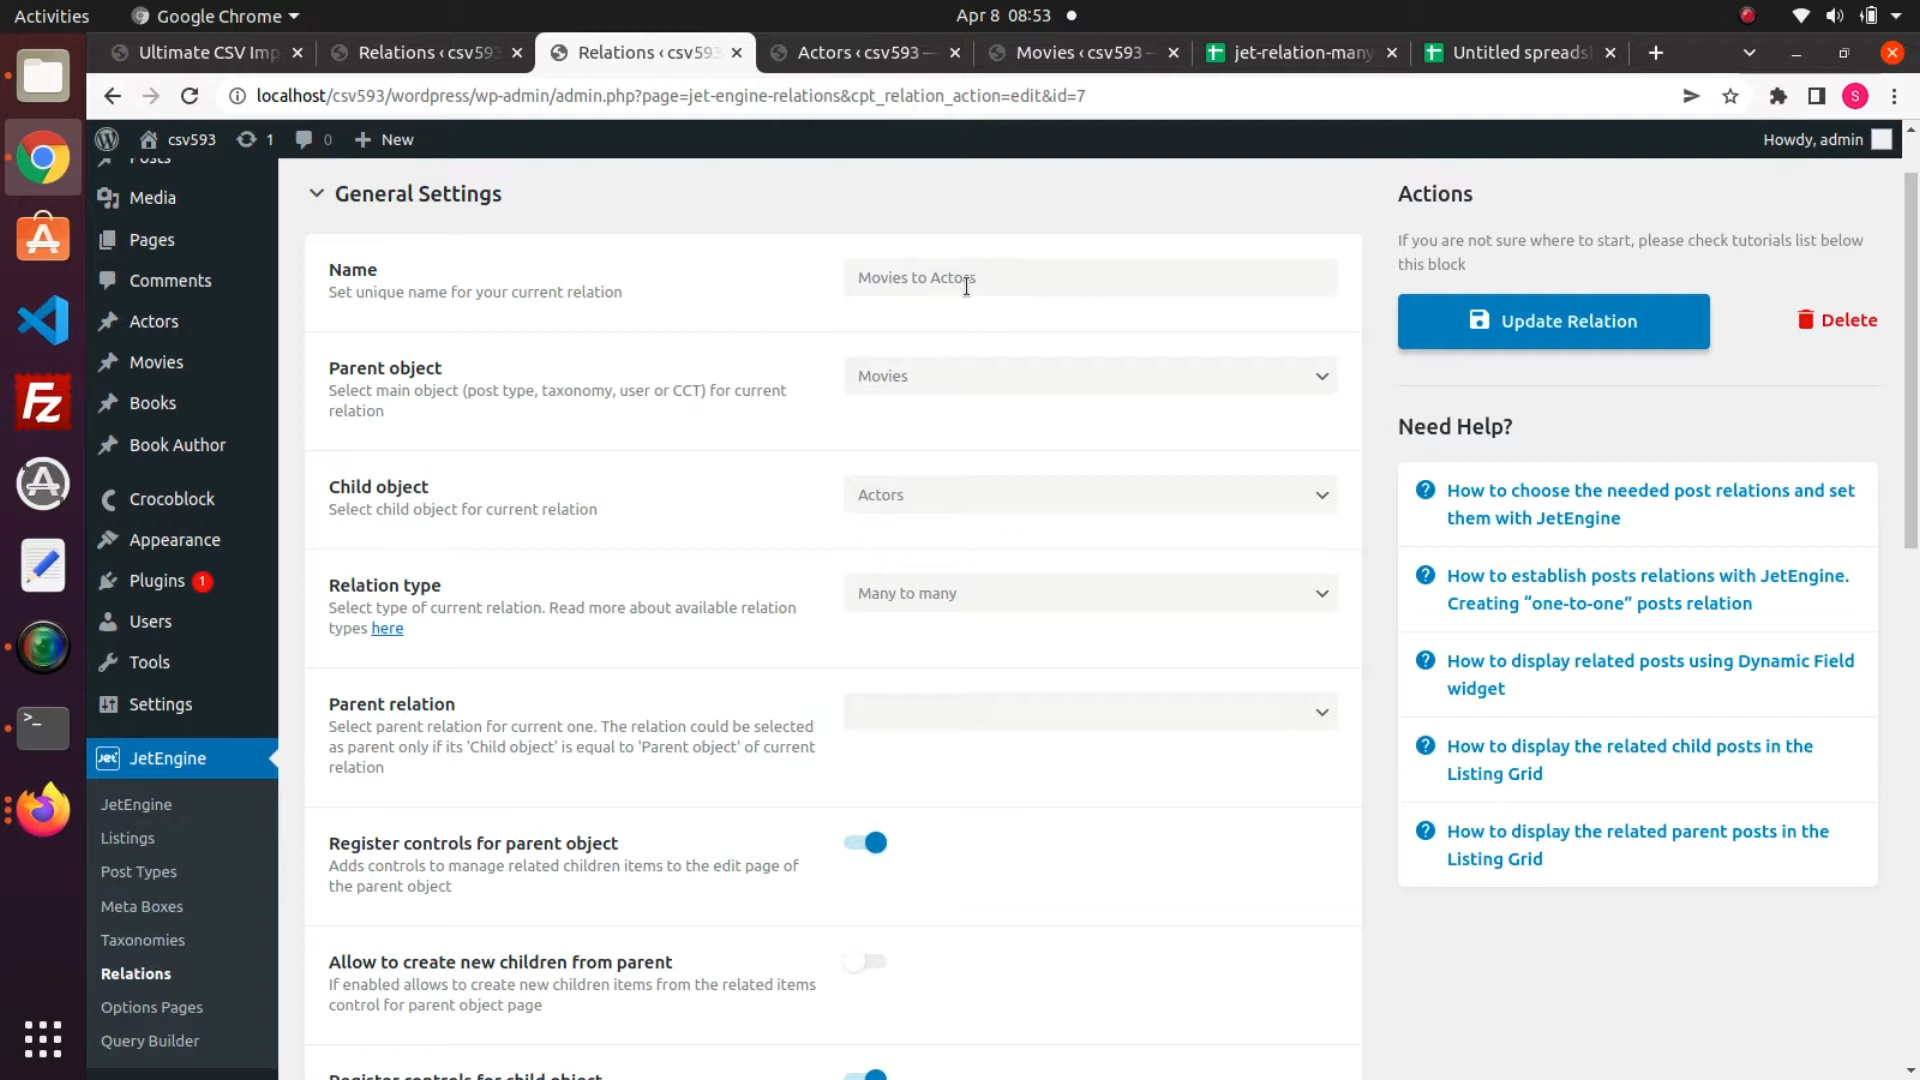 Activities
Google Chrome
Apr 8 08:53
Ultimate CSV Imp
Relations ‹ csv593
Relations ‹ csv593
Actors ‹ csv593 —
Movies ‹ csv593 —
jet-relation-many
Untitled spreads
localhost/csv593/wordpress/wp-admin/admin.php?page=jet-engine-relations&cpt_relation_action=edit&id=7
S
csv593
1
0
New
Howdy, admin
Posts
Media
Pages
Comments
Actors
Movies
Books
Book Author
Crocoblock
Appearance
Plugins 1
Users
Tools
Settings
Jet JetEngine
JetEngine
Listings
Post Types
Meta Boxes
Taxonomies
Relations
Options Pages
Query Builder
General Settings
Name
Set unique name for your current relation
Movies to Actors
Parent object
Select main object (post type, taxonomy, user or CCT) for current
relation
Movies
Child object
Select child object for current relation
Actors
Relation type
Select type of current relation. Read more about available relation
types here
Many to many
Parent relation
Select parent relation for current one. The relation could be selected
as parent only if its 'Child object' is equal to 'Parent object' of current
relation
Register controls for parent object
Adds controls to manage related children items to the edit page of
the parent object
Allow to create new children from parent
If enabled allows to create new children items from the related items
control for parent object page
Register controls for child object
Actions
If you are not sure where to start, please check tutorials list below
this block
Update Relation
Delete
Need Help?
How to choose the needed post relations and set
them with JetEngine
How to establish posts relations with JetEngine.
Creating “one-to-one” posts relation
How to display related posts using Dynamic Field
widget
How to display the related child posts in the
Listing Grid
How to display the related parent posts in the
Listing Grid